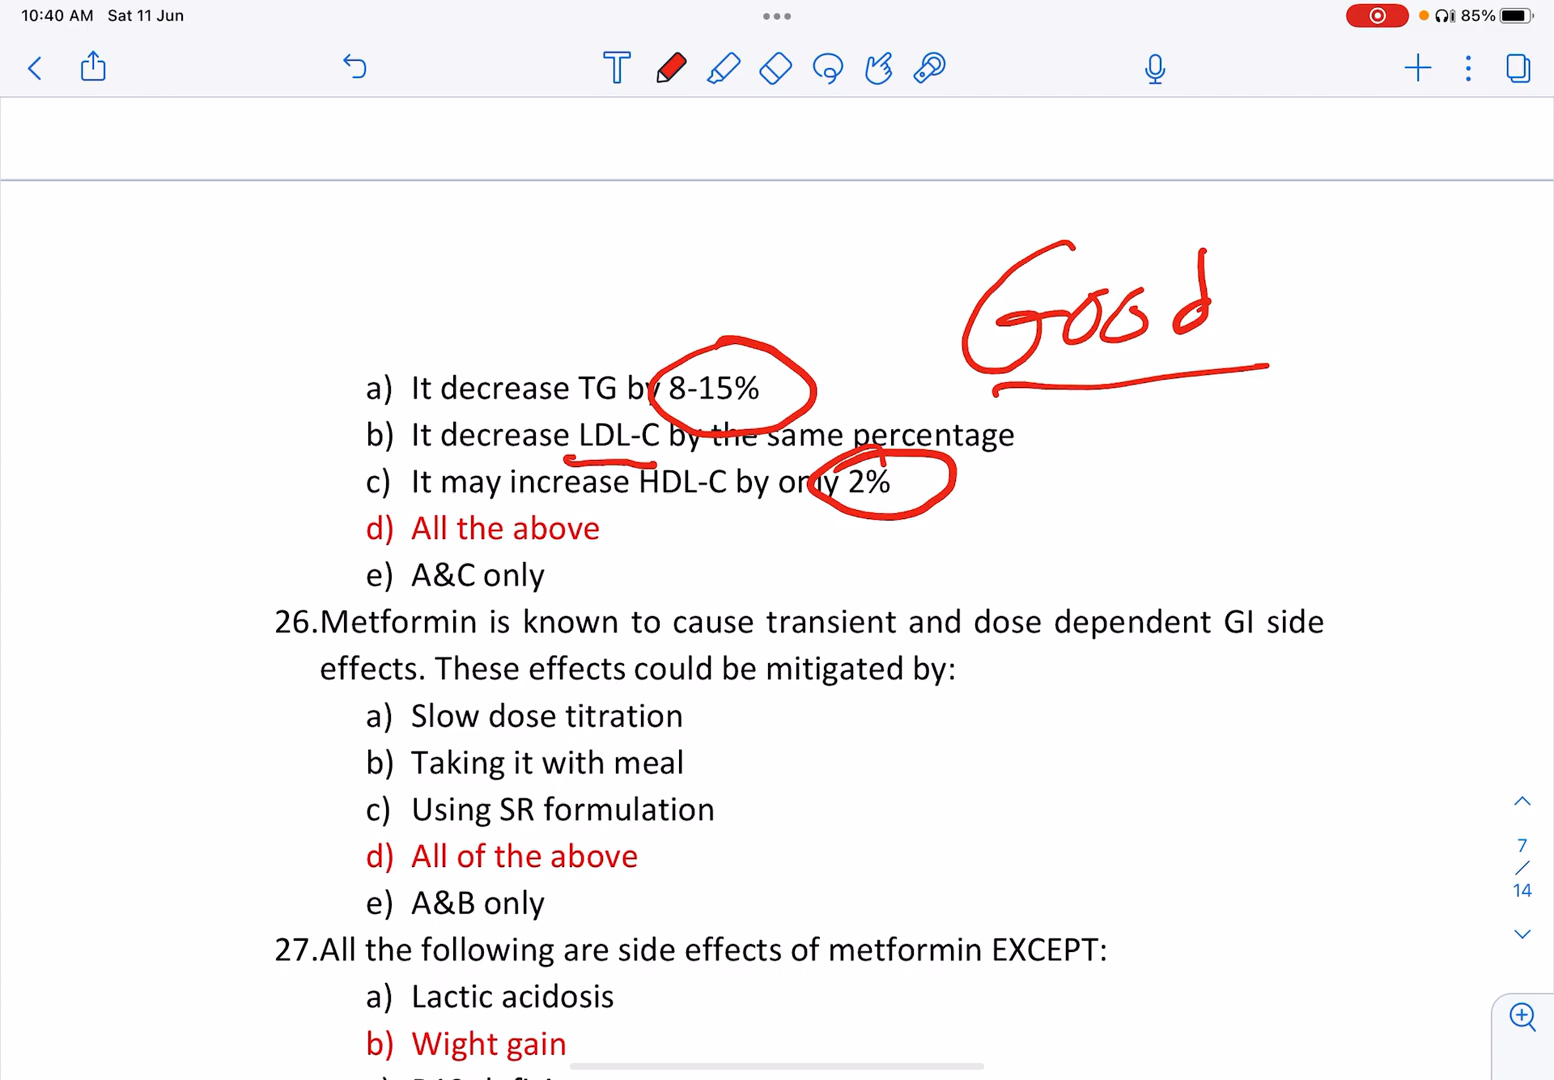 10:40 AM Sat 11 Jun
85%
Good
a) It decrease TG by 8-15%
b) It decrease LDL-C by the same percentage
c) It may increase HDL-C by only 2%
d) All the above
e) A&C only
26.Metformin is known to cause transient and dose dependent GI side
effects. These effects could be mitigated by:
a) Slow dose titration
b) Taking it with meal
c) Using SR formulation
d) All of the above
e) A&B only
27.All the following are side effects of metformin EXCEPT:
a) Lactic acidosis
b) Wight gain
7
/
14